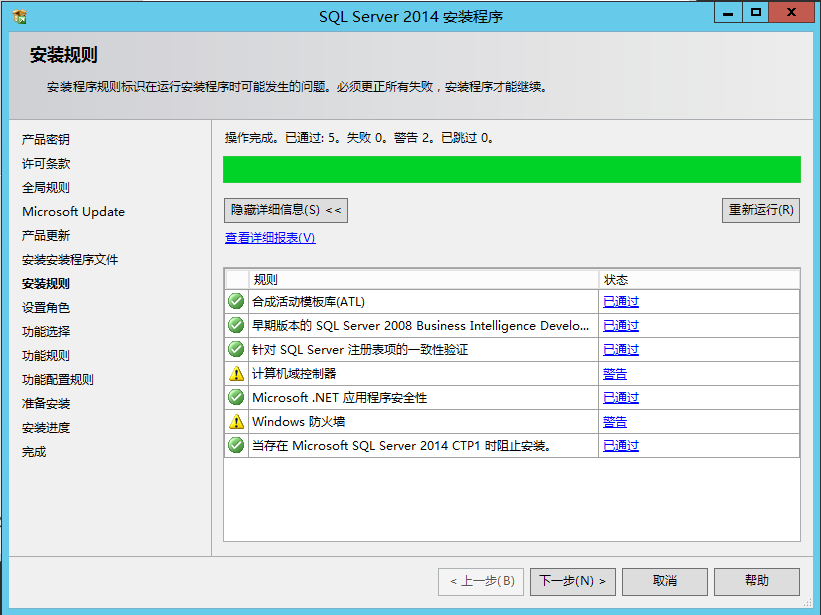 SQL Server 2014 安装程序
安装规则
安装程序规则标识在运行安装程序时可能发生的问题。必须更正所有失败，安装程序才能继续。
产品密钥
许可条款
全局规则
Microsoft Update
产品更新
安装安装程序文件
安装规则
设置角色
功能选择
功能规则
功能配置规则
准备安装
安装进度
完成
操作完成。已通过: 5。失败 0。警告 2。已跳过 0。
隐藏详细信息(S) <<
重新运行(R)
查看详细报表(V)
规则 状态
合成活动模板库(ATL) 已通过
早期版本的 SQL Server 2008 Business Intelligence Develo... 已通过
针对 SQL Server 注册表项的一致性验证 已通过
计算机域控制器 警告
Microsoft .NET 应用程序安全性 已通过
Windows 防火墙 警告
当存在 Microsoft SQL Server 2014 CTP1 时阻止安装。 已通过
< 上一步(B) 下一步(N) > 取消 帮助